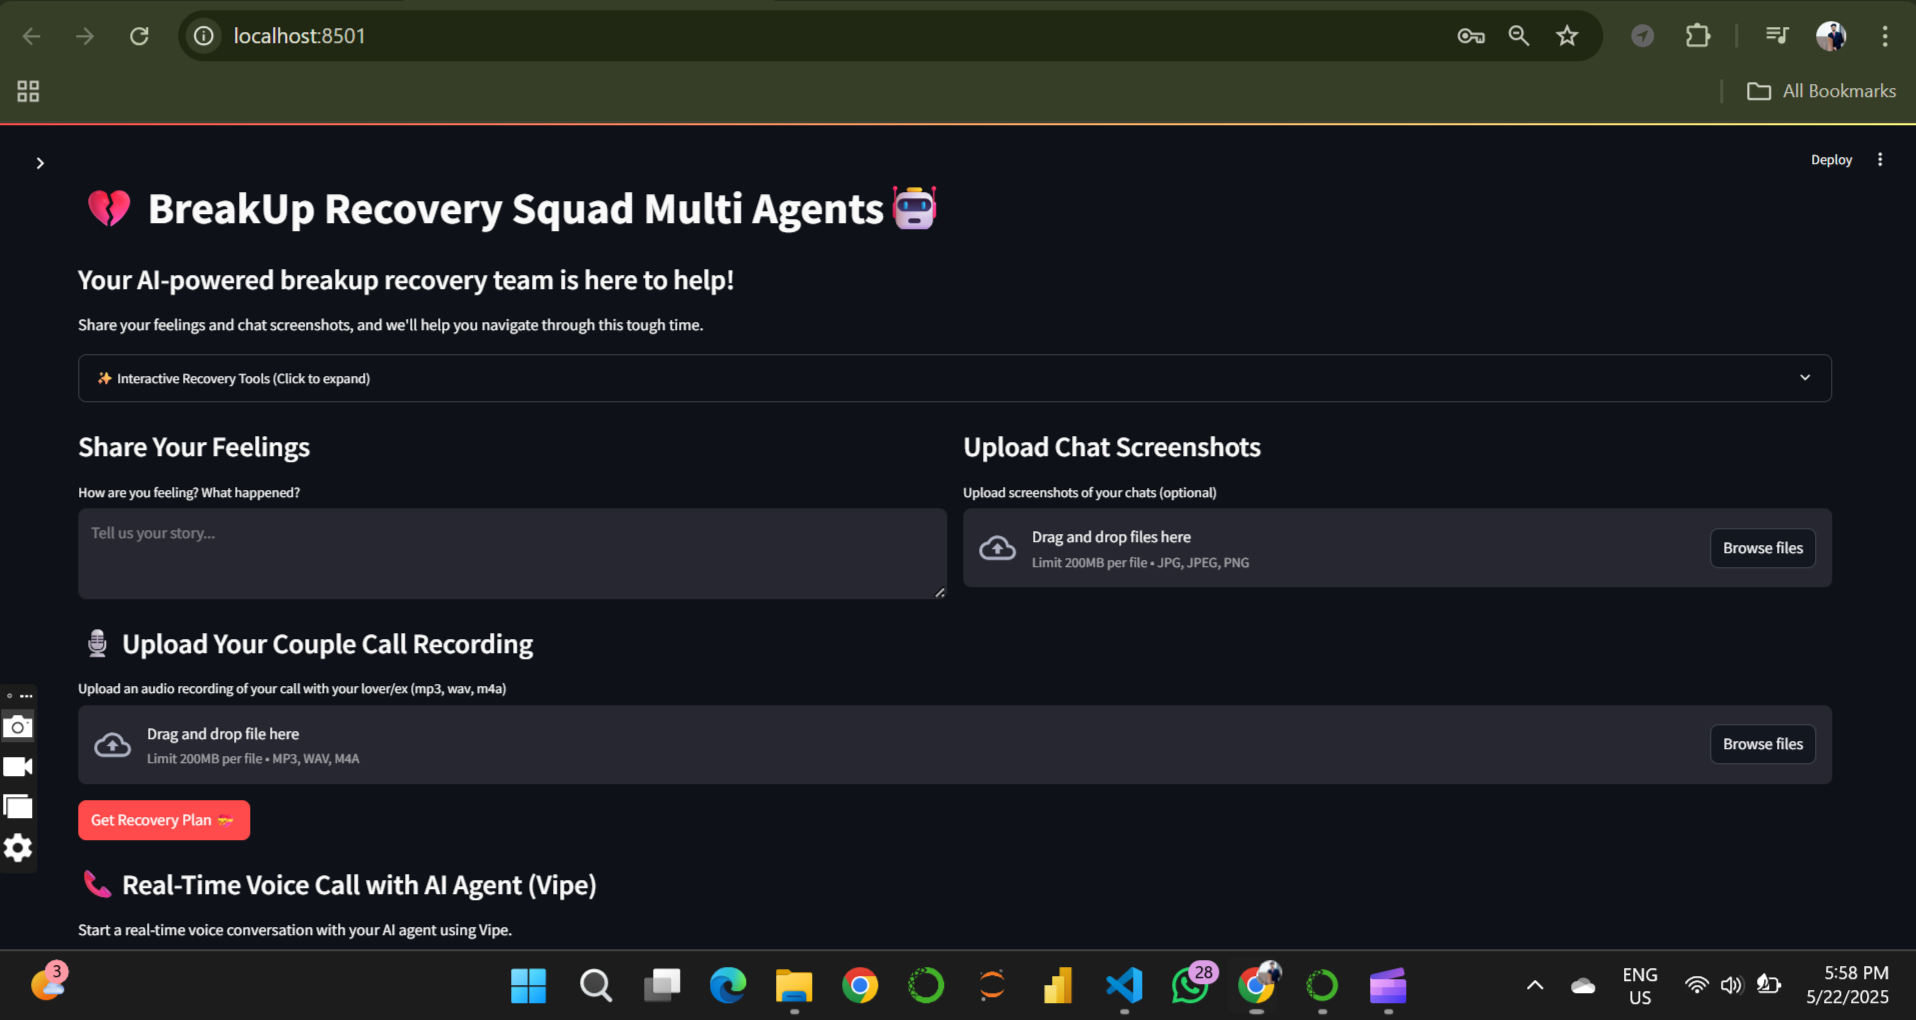 localhost:8501
All Bookmarks
Deploy
BreakUp Recovery Squad Multi Agents
Your AI-powered breakup recovery team is here to help!
Share your feelings and chat screenshots, and we'll help you navigate through this tough time.
Interactive Recovery Tools (Click to expand)
Share Your Feelings
How are you feeling? What happened?
Tell us your story...
Upload Chat Screenshots
Upload screenshots of your chats (optional)
Drag and drop files here
Limit 200MB per file • JPG, JPEG, PNG
Browse files
Upload Your Couple Call Recording
Upload an audio recording of your call with your lover/ex (mp3, wav, m4a)
Drag and drop file here
Limit 200MB per file • MP3, WAV, M4A
Browse files
Get Recovery Plan
Real-Time Voice Call with AI Agent (Vipe)
Start a real-time voice conversation with your AI agent using Vipe.
3
28
ENG
US
5:58 PM
5/22/2025